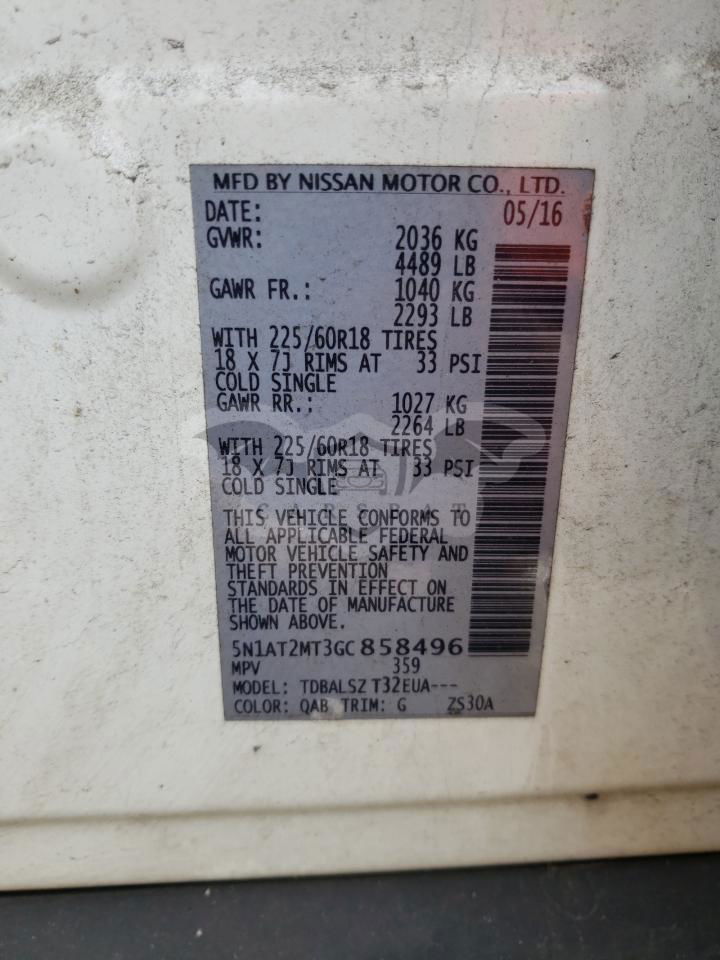 MFD BY NISSAN MOTOR CO., LTD.
DATE: 05/16
GVWR: 2036 KG
4489 LB
GAWR FR.: 1040 KG
2293 LB
WITH 225/60R18 TIRES
18 X 7J RIMS AT 33 PSI
COLD SINGLE
GAWR RR.: 1027 KG
2264 LB
WITH 225/60R18 TIRES
18 X 7J RIMS AT 33 PSI
COLD SINGLE
THIS VEHICLE CONFORMS TO
ALL APPLICABLE FEDERAL
MOTOR VEHICLE SAFETY AND
THEFT PREVENTION
STANDARDS IN EFFECT ON
THE DATE OF MANUFACTURE
SHOWN ABOVE.
5N1AT2MT3GC858496
MPV 359
MODEL: TDBALSZ T32EUA---
COLOR: QAB TRIM: G ZS30A